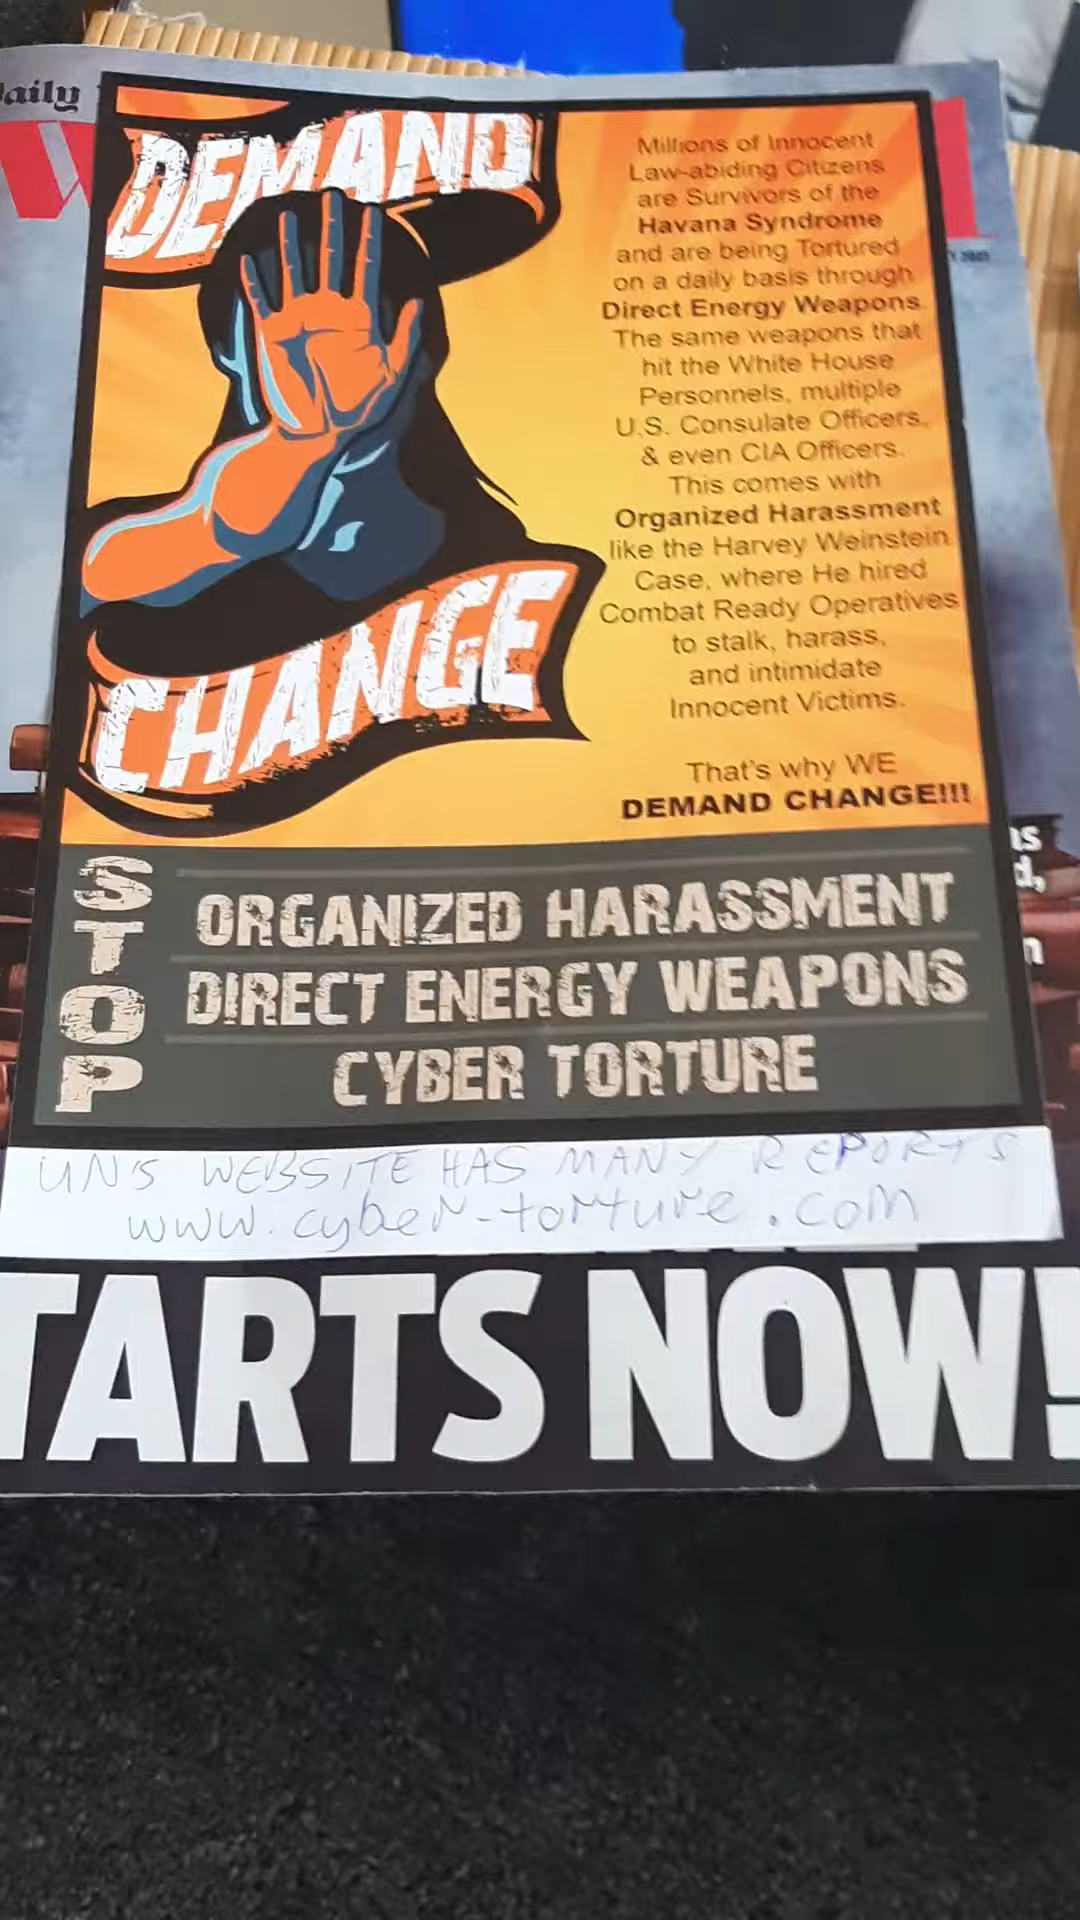 aily
DEMAND
CHANGE
Millions of Innocent
Law-abiding Citizens
are Survivors of the
Havana Syndrome
and are being Tortured
on a daily basis through
Direct Energy Weapons.
The same weapons that
hit the White House
Personnels, multiple
U.S. Consulate Officers,
& even CIA Officers.
This comes with
Organized Harassment
like the Harvey Weinstein
Case, where He hired
Combat Ready Operatives
to stalk, harass,
and intimidate
Innocent Victims.
That's why WE
DEMAND CHANGE!!!
STOP
ORGANIZED HARASSMENT
DIRECT ENERGY WEAPONS
CYBER TORTURE
UN'S WEBSITE HAS MANY REPORTS
www.cyber-torture.com
TARTS NOW!